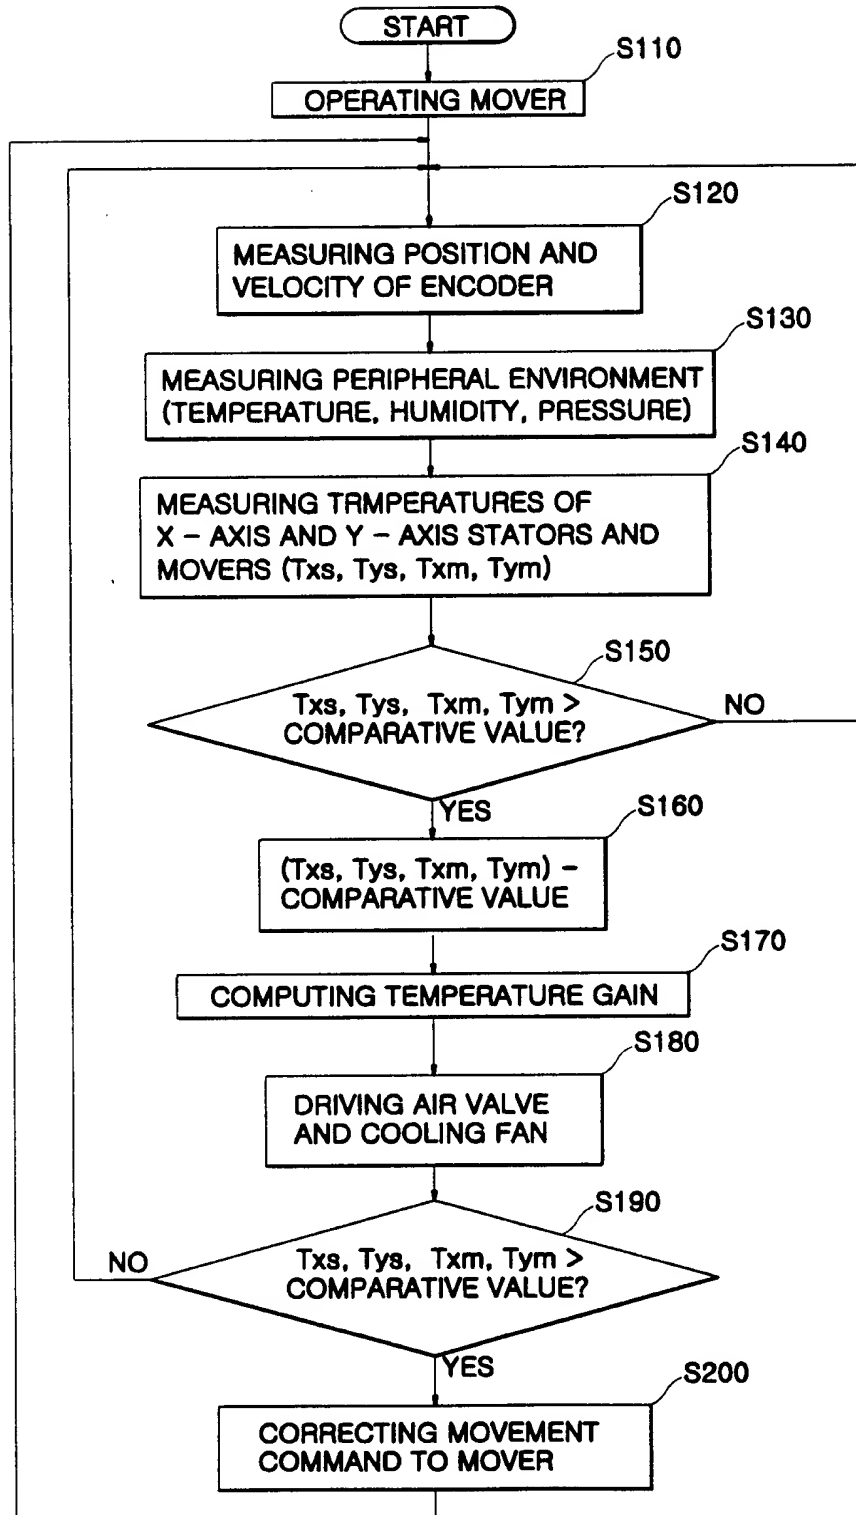 START
S110
OPERATING MOVER
S120
MEASURING POSITION AND
VELOCITY OF ENCODER
S130
MEASURING PERIPHERAL ENVIRONMENT
(TEMPERATURE, HUMIDITY, PRESSURE)
S140
MEASURING TRMPERATURES OF
X – AXIS AND Y – AXIS STATORS AND
MOVERS (Txs, Tys, Txm, Tym)
S150
Txs, Tys, Txm, Tym >
COMPARATIVE VALUE?
NO
YES
S160
(Txs, Tys, Txm, Tym) –
COMPARATIVE VALUE
S170
COMPUTING TEMPERATURE GAIN
S180
DRIVING AIR VALVE
AND COOLING FAN
S190
Txs, Tys, Txm, Tym >
COMPARATIVE VALUE?
NO
YES
S200
CORRECTING MOVEMENT
COMMAND TO MOVER